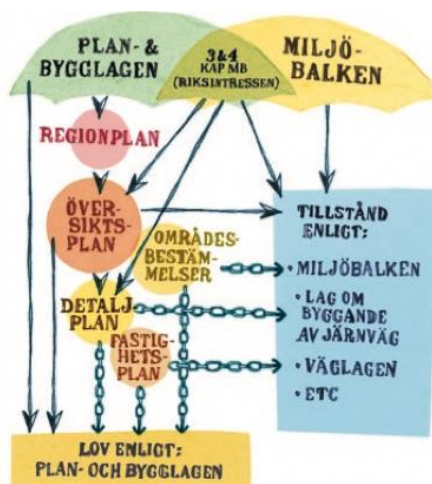 PLAN- &
BYGGLAGEN
3&4
KAP MB
(RIKSINTRESSEN)
MILJÖ-
BALKEN
REGIONPLAN
ÖVER-
SIKTS-
PLAN
OMRÅDES-
BESTÄM-
MELSER
DETALJ
PLAN
FASTIG-
HETS-
PLAN
TILLSTÅND
ENLIGT:
• MILJÖBALKEN
• LAG OM
BYGGANDE
AV JÄRNVÄG
• VÄGLAGEN
• ETC
LOV ENLIGT:
PLAN- OCH BYGGLAGEN